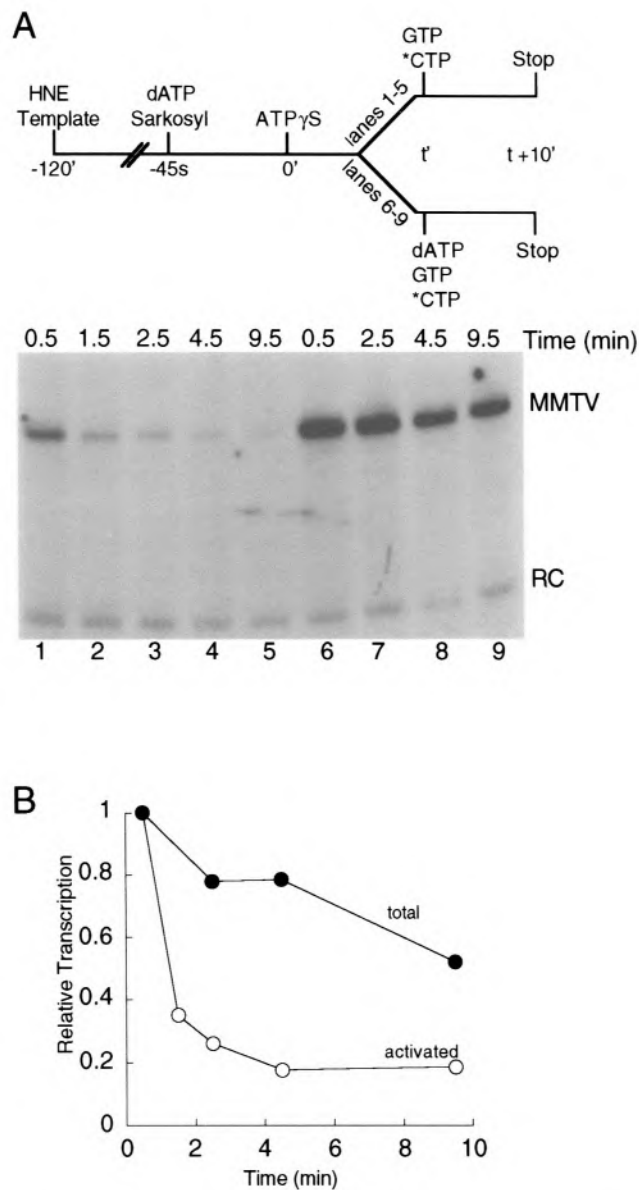 A
HNE
Template
dATP
Sarkosyl
ATPγS
GTP
*CTP
Stop
lanes 1-5
-120'
-45s
0'
t'
t +10'
lanes 6-9
dATP
GTP
*CTP
Stop
0.5 1.5 2.5 4.5 9.5 0.5 2.5 4.5 9.5 Time (min)
MMTV
RC
1 2 3 4 5 6 7 8 9
B
Relative Transcription
1
0.8
0.6
0.4
0.2
0
total
activated
0 2 4 6 8 10
Time (min)